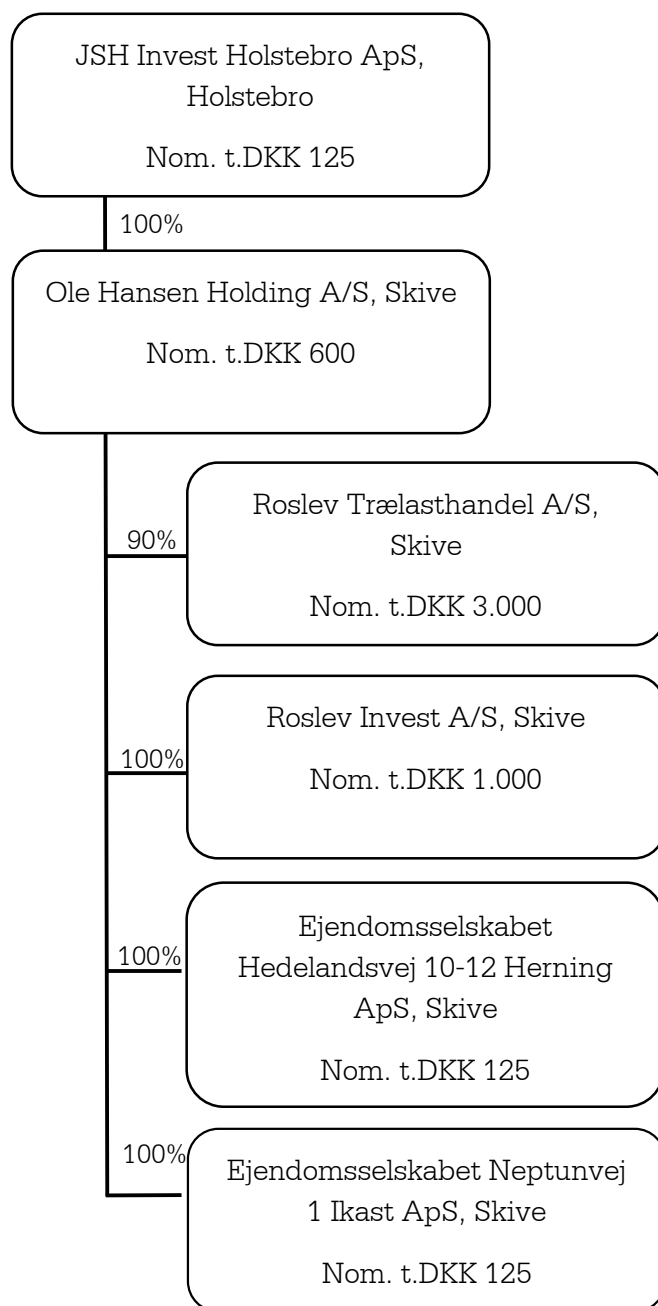 JSH Invest Holstebro ApS,
Holstebro
Nom. t.DKK 125
100%
Ole Hansen Holding A/S, Skive
Nom. t.DKK 600
Roslev Trælasthandel A/S,
Skive
90%
Nom. t.DKK 3.000
Roslev Invest A/S, Skive
100%
Nom. t.DKK 1.000
Ejendomsselskabet
100%
Hedelandsvej 10-12 Herning
ApS, Skive
Nom. t.DKK 125
100%
Ejendomsselskabet Neptunvej
1 Ikast ApS, Skive
Nom. t.DKK 125